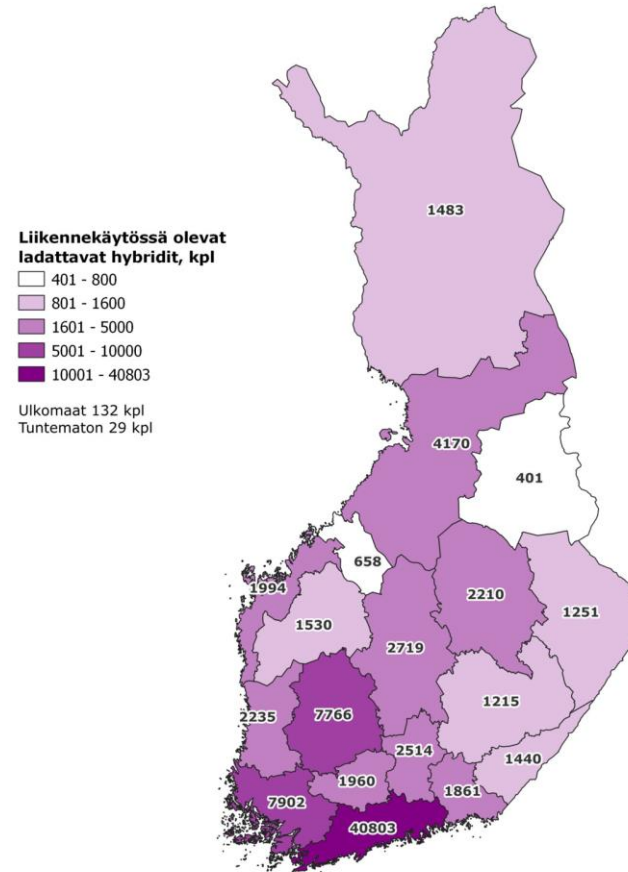 1483
Liikennekäytössä olevat
ladattavat hybridit, kpl
401 - 800
801 - 1600
1601 - 5000
5001 - 10000
10001 - 40803
Ulkomaat 132 kpl
Tuntematon 29 kpl
4170
401
658
2210
1994
1251
1530
2719
1215
2235
7766
2514
1440
1960
1861
7902
40803